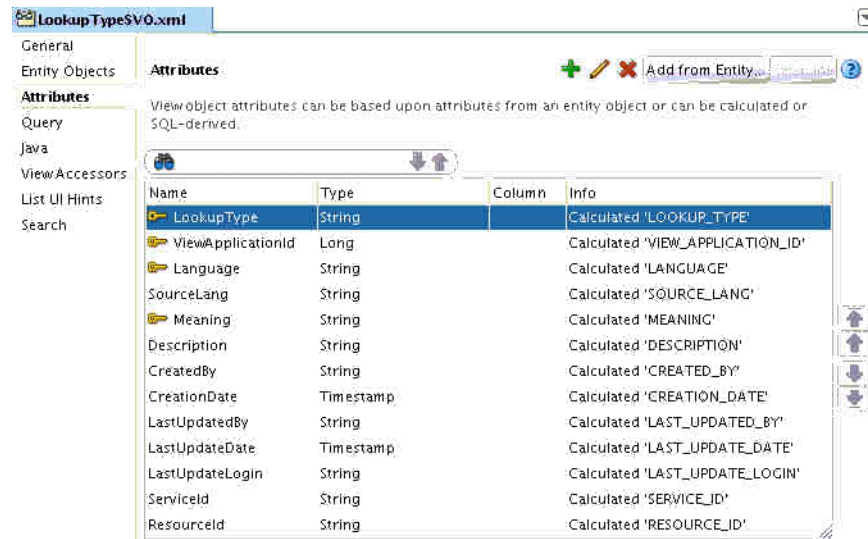 LookupTypeSVO.xml
General
Entity Objects
Attributes
Query
Java
View Accessors
List UI Hints
Search
Attributes
Add from Entity...
View object attributes can be based upon attributes from an entity object or can be calculated or
SQL-derived.
Name Type Column Info
LookupType String Calculated 'LOOKUP_TYPE'
ViewApplicationId Long Calculated 'VIEW_APPLICATION_ID'
Language String Calculated 'LANGUAGE'
SourceLang String Calculated 'SOURCE_LANG'
Meaning String Calculated 'MEANING'
Description String Calculated 'DESCRIPTION'
CreatedBy String Calculated 'CREATED_BY'
CreationDate Timestamp Calculated 'CREATION_DATE'
LastUpdatedBy String Calculated 'LAST_UPDATED_BY'
LastUpdateDate Timestamp Calculated 'LAST_UPDATE_DATE'
LastUpdateLogin String Calculated 'LAST_UPDATE_LOGIN'
ServiceId String Calculated 'SERVICE_ID'
ResourceId String Calculated 'RESOURCE_ID'